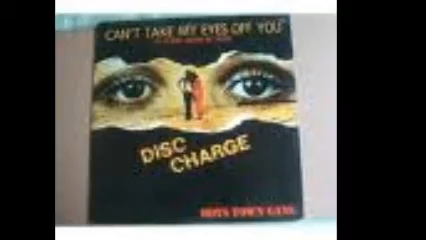 "CAN'T TAKE MY EYES OFF YOU"
DISC
CHARGE
BOYS TOWN GANG